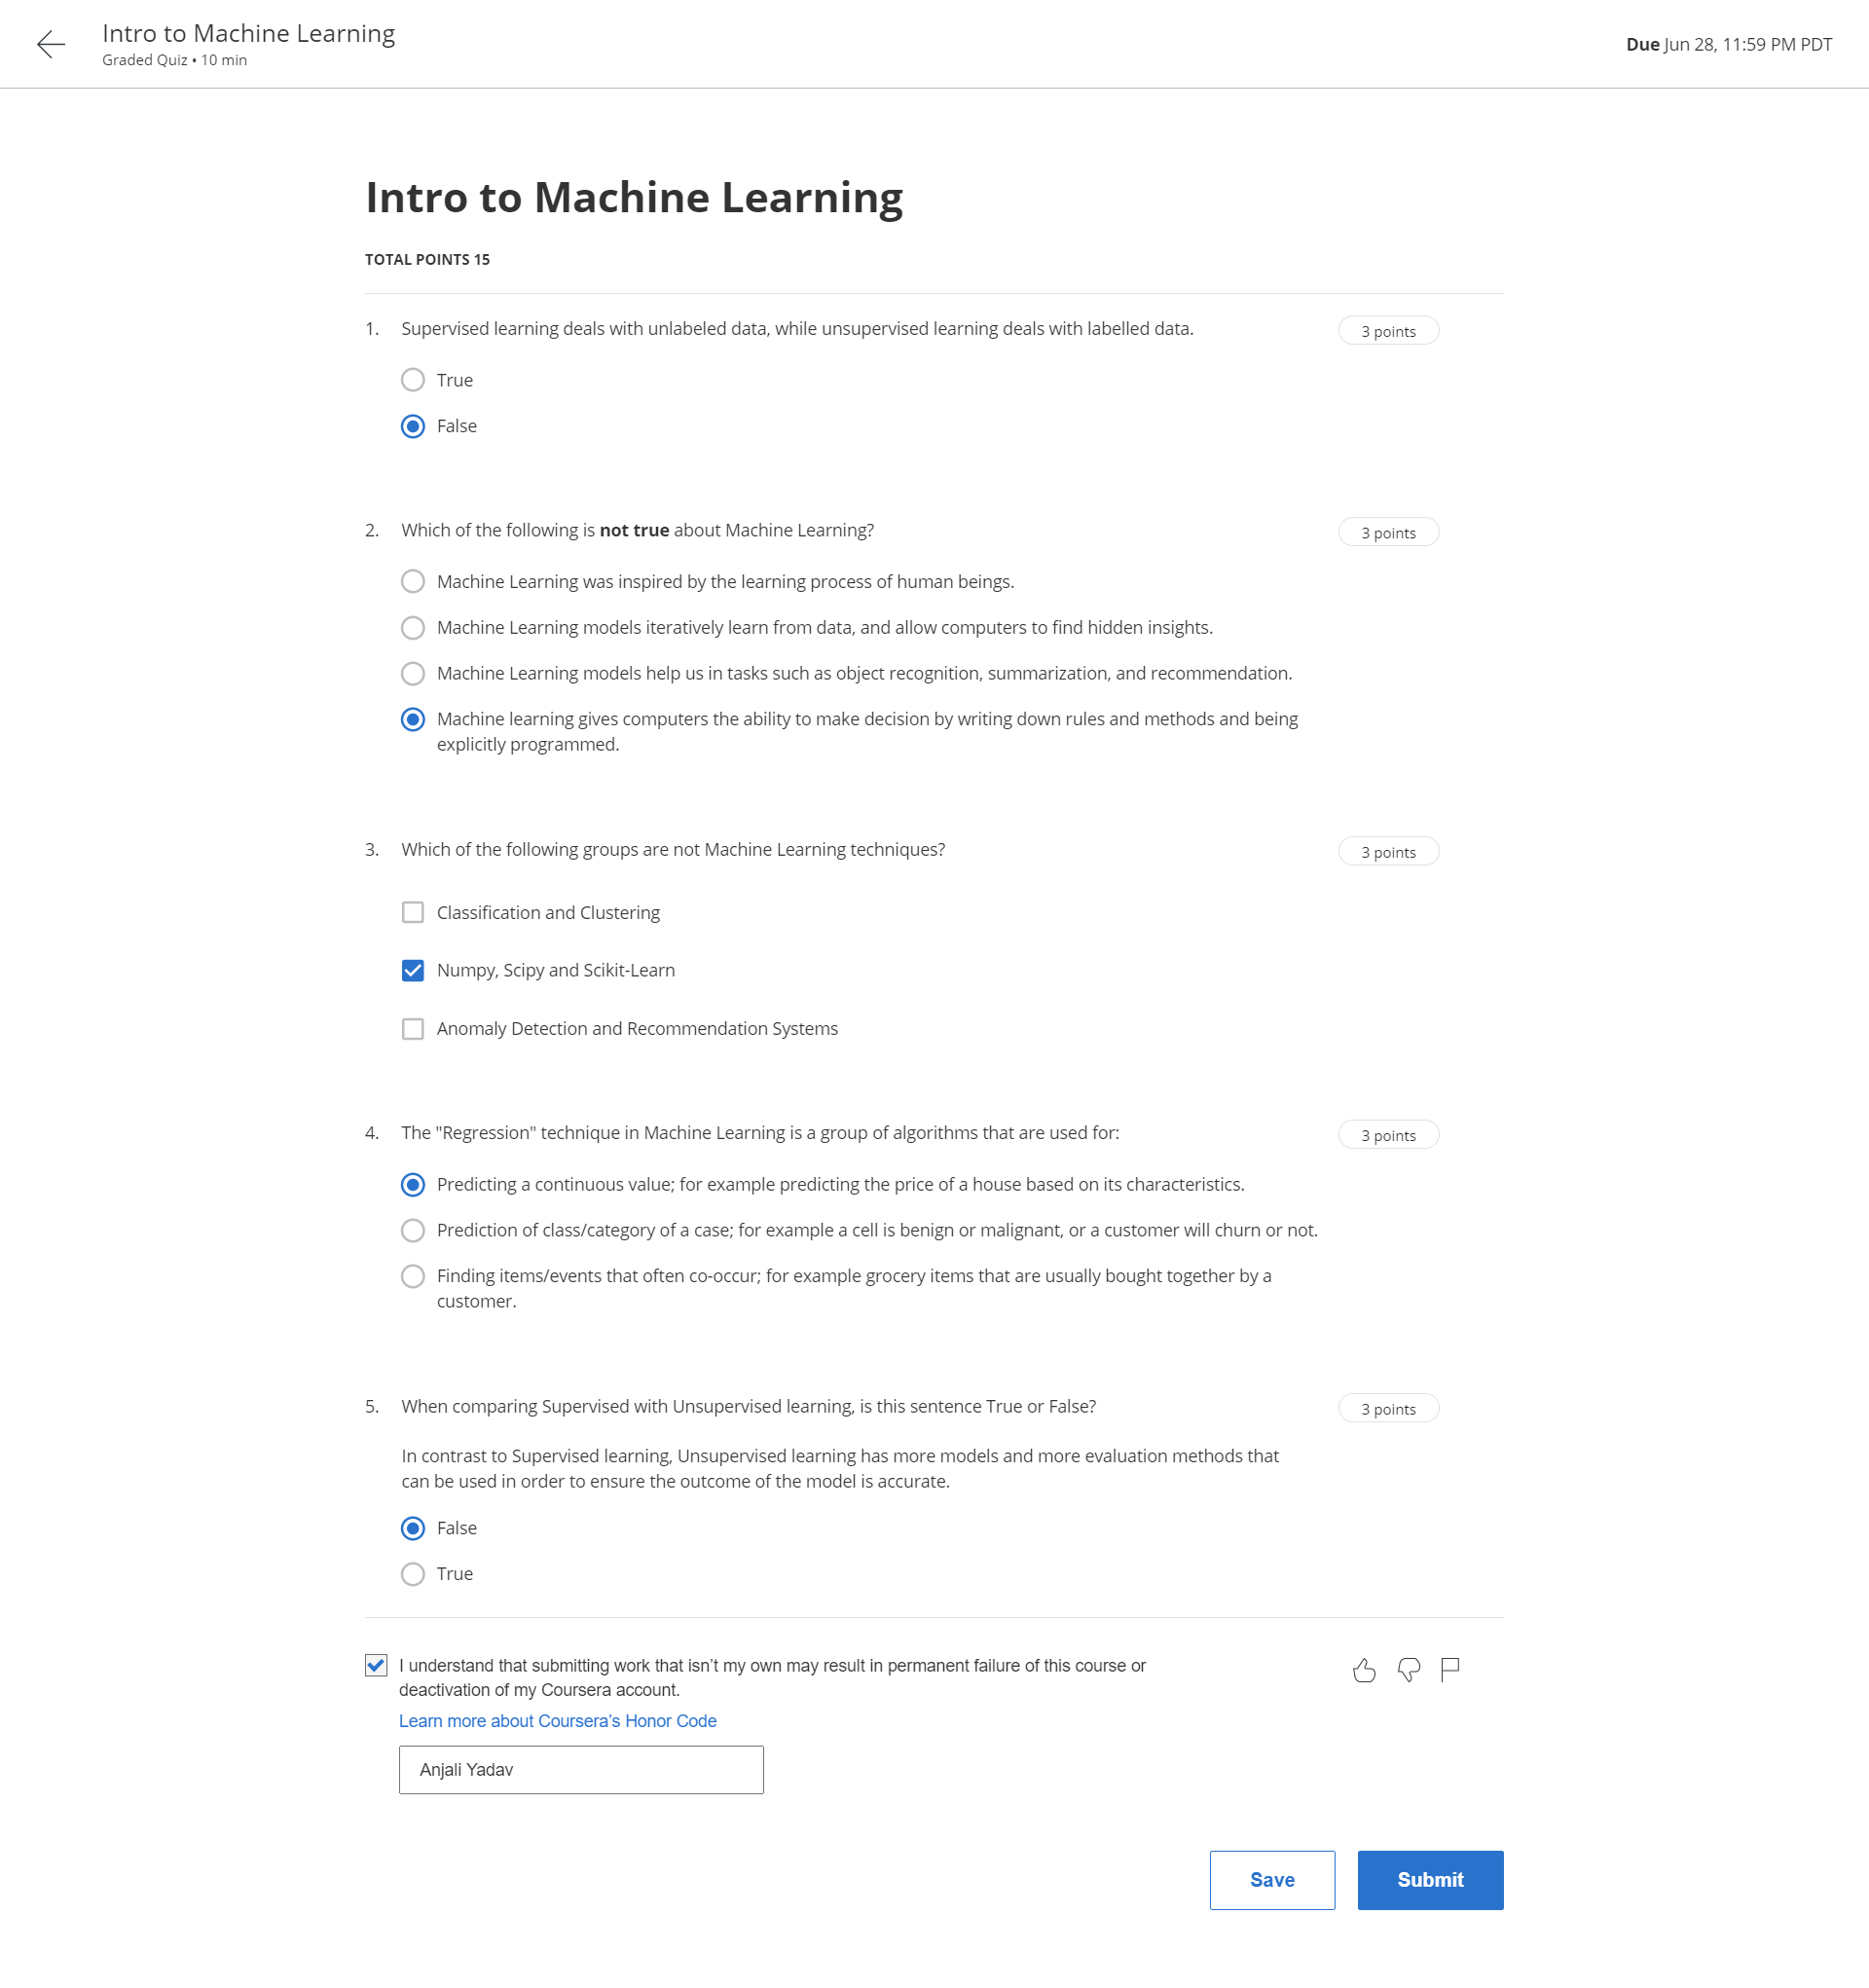 Intro to Machine Learning
Graded Quiz • 10 min
Due Jun 28, 11:59 PM PDT
Intro to Machine Learning
TOTAL POINTS 15
1. Supervised learning deals with unlabeled data, while unsupervised learning deals with labelled data.
3 points
True
False
2. Which of the following is not true about Machine Learning?
3 points
Machine Learning was inspired by the learning process of human beings.
Machine Learning models iteratively learn from data, and allow computers to find hidden insights.
Machine Learning models help us in tasks such as object recognition, summarization, and recommendation.
Machine learning gives computers the ability to make decision by writing down rules and methods and being
explicitly programmed.
3. Which of the following groups are not Machine Learning techniques?
3 points
Classification and Clustering
Numpy, Scipy and Scikit-Learn
Anomaly Detection and Recommendation Systems
4. The "Regression" technique in Machine Learning is a group of algorithms that are used for:
3 points
Predicting a continuous value; for example predicting the price of a house based on its characteristics.
Prediction of class/category of a case; for example a cell is benign or malignant, or a customer will churn or not.
Finding items/events that often co-occur; for example grocery items that are usually bought together by a
customer.
5. When comparing Supervised with Unsupervised learning, is this sentence True or False?
3 points
In contrast to Supervised learning, Unsupervised learning has more models and more evaluation methods that
can be used in order to ensure the outcome of the model is accurate.
False
True
I understand that submitting work that isn’t my own may result in permanent failure of this course or
deactivation of my Coursera account.
Learn more about Coursera’s Honor Code
Anjali Yadav
Save
Submit